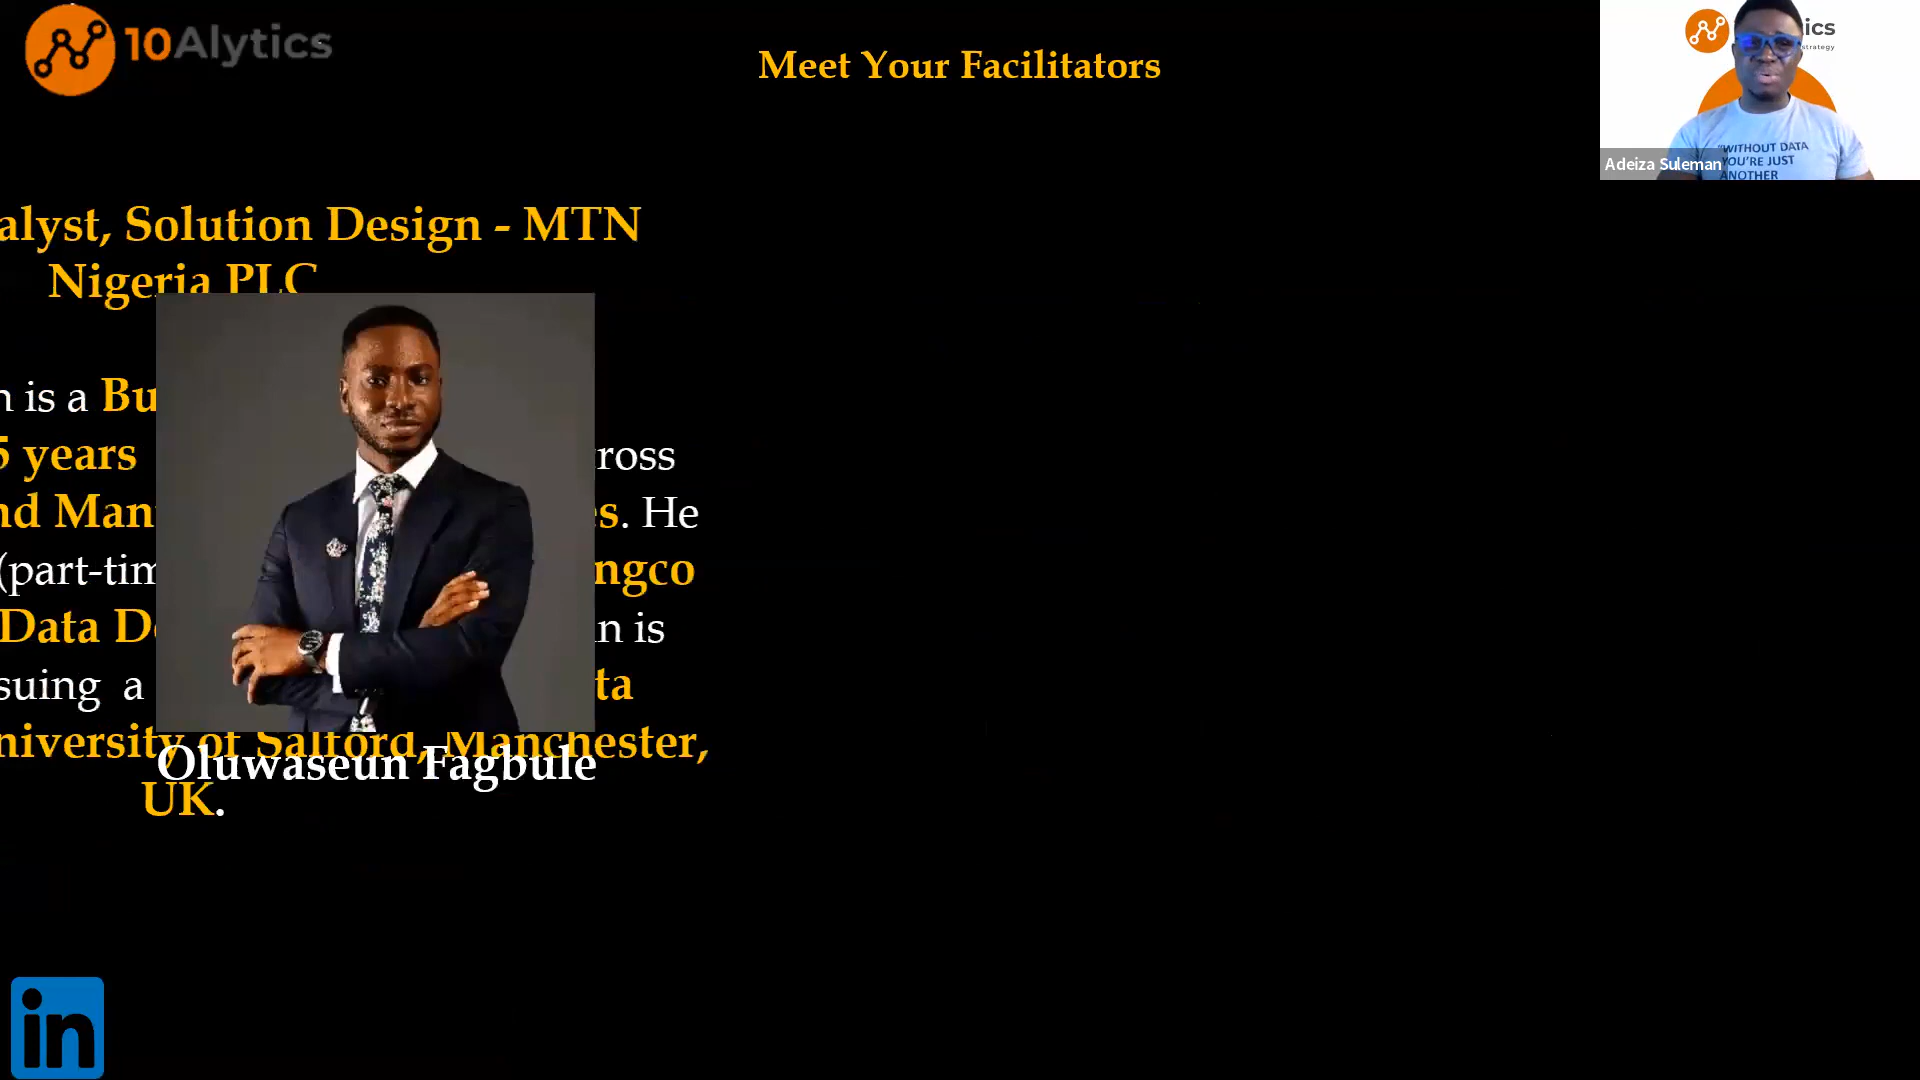 10Alytics
Meet Your Facilitators
ics
strategy
"WITHOUT DATA
YOU'RE JUST
ANOTHER
Adeiza Suleman
alyst, Solution Design - MTN
Nigeria PLC
n is a Bu
5 years ross
nd Man s. He
(part-tim ngco
Data D n is
suing a ta
niversity of Salford, Manchester,
Oluwaseun Fagbule
UK.
in